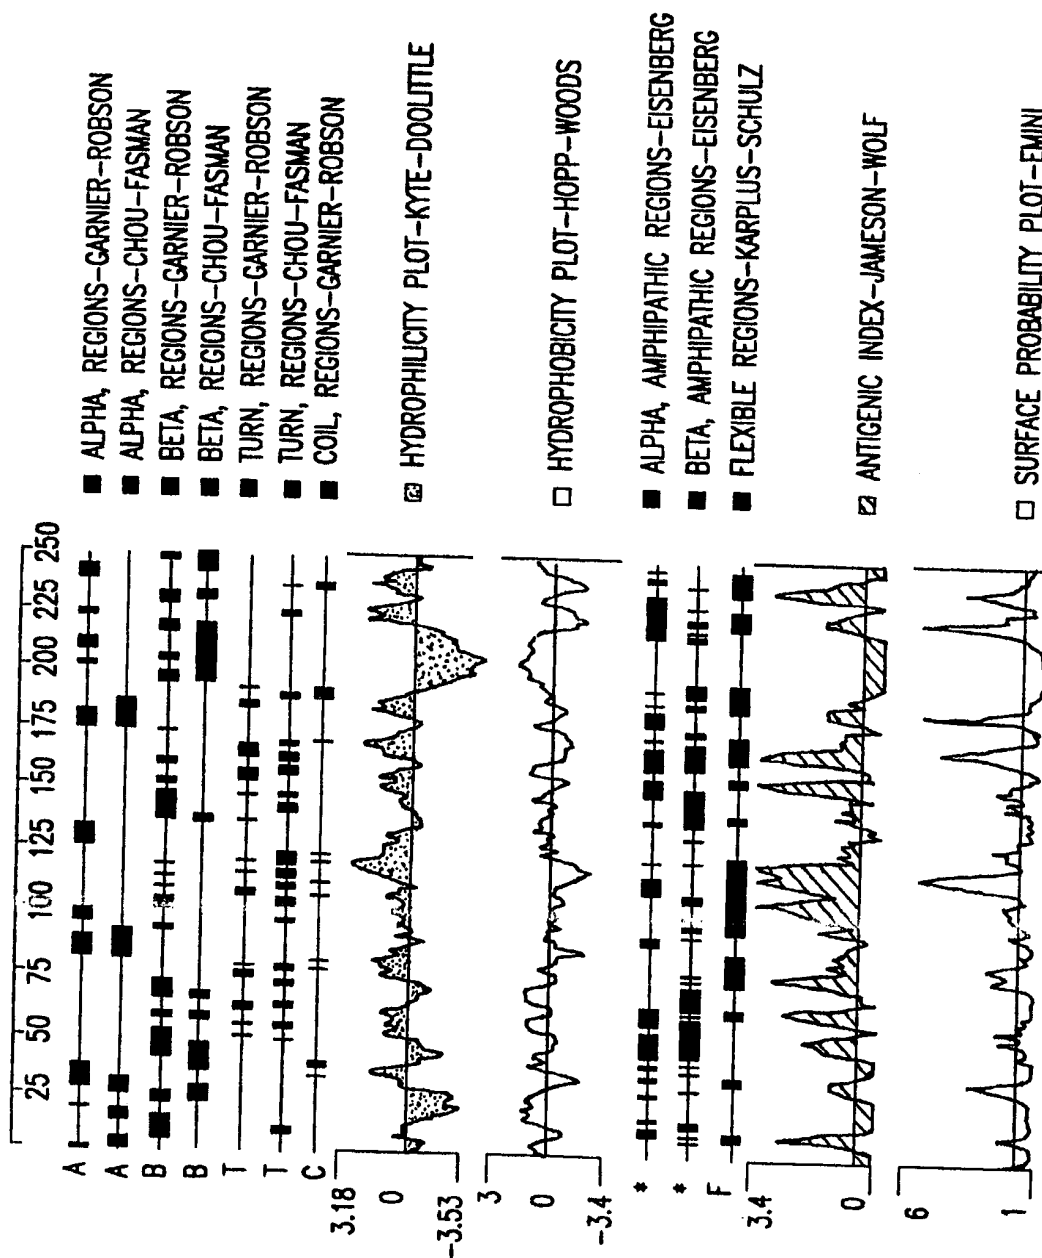 25 50 75 100 125 150 175 200 225 250
A ■ ALPHA, REGIONS-GARNIER-ROBSON
A ■ ALPHA, REGIONS-CHOU-FASMAN
B ■ BETA, REGIONS-GARNIER-ROBSON
B ■ BETA, REGIONS-CHOU-FASMAN
T ■ TURN, REGIONS-GARNIER-ROBSON
T ■ TURN, REGIONS-CHOU-FASMAN
C ■ COIL, REGIONS-GARNIER-ROBSON
3.18
0
-3.53
HYDROPHILICITY PLOT-KYTE-DOOLITTLE
3
0
-3.4
□ HYDROPHOBICITY PLOT-HOPP-WOODS
* ■ ALPHA, AMPHIPATHIC REGIONS-EISENBERG
* ■ BETA, AMPHIPATHIC REGIONS-EISENBERG
F ■ FLEXIBLE REGIONS-KARPLUS-SCHULZ
3.4
0
ANTIGENIC INDEX-JAMESON-WOLF
6
1
□ SURFACE PROBABILITY PLOT-EMINI